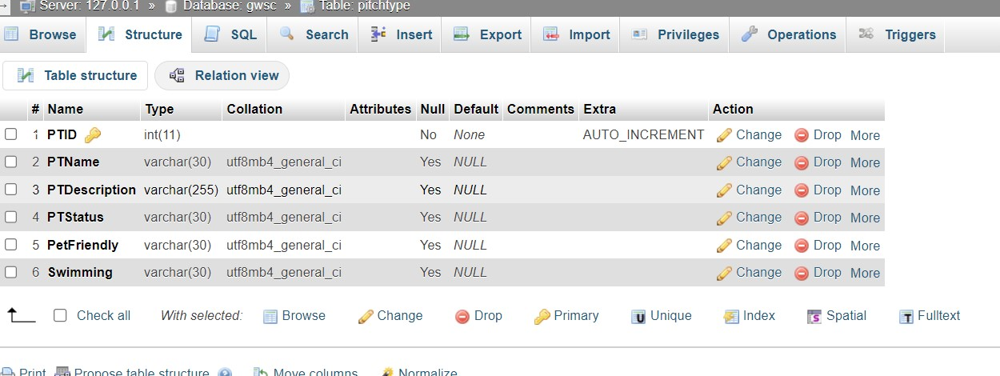 Server: 127.0.0.1 » Database: gwsc » Table: pitchtype
Browse Structure SQL Search Insert Export Import Privileges Operations Triggers
Table structure Relation view
# Name Type Collation Attributes Null Default Comments Extra Action
1 PTID int(11) No None AUTO_INCREMENT Change Drop More
2 PTName varchar(30) utf8mb4_general_ci Yes NULL Change Drop More
3 PTDescription varchar(255) utf8mb4_general_ci Yes NULL Change Drop More
4 PTStatus varchar(30) utf8mb4_general_ci Yes NULL Change Drop More
5 PetFriendly varchar(30) utf8mb4_general_ci Yes NULL Change Drop More
6 Swimming varchar(30) utf8mb4_general_ci Yes NULL Change Drop More
Check all With selected: Browse Change Drop Primary Unique Index Spatial Fulltext
Print Propose table structure Move columns Normalize